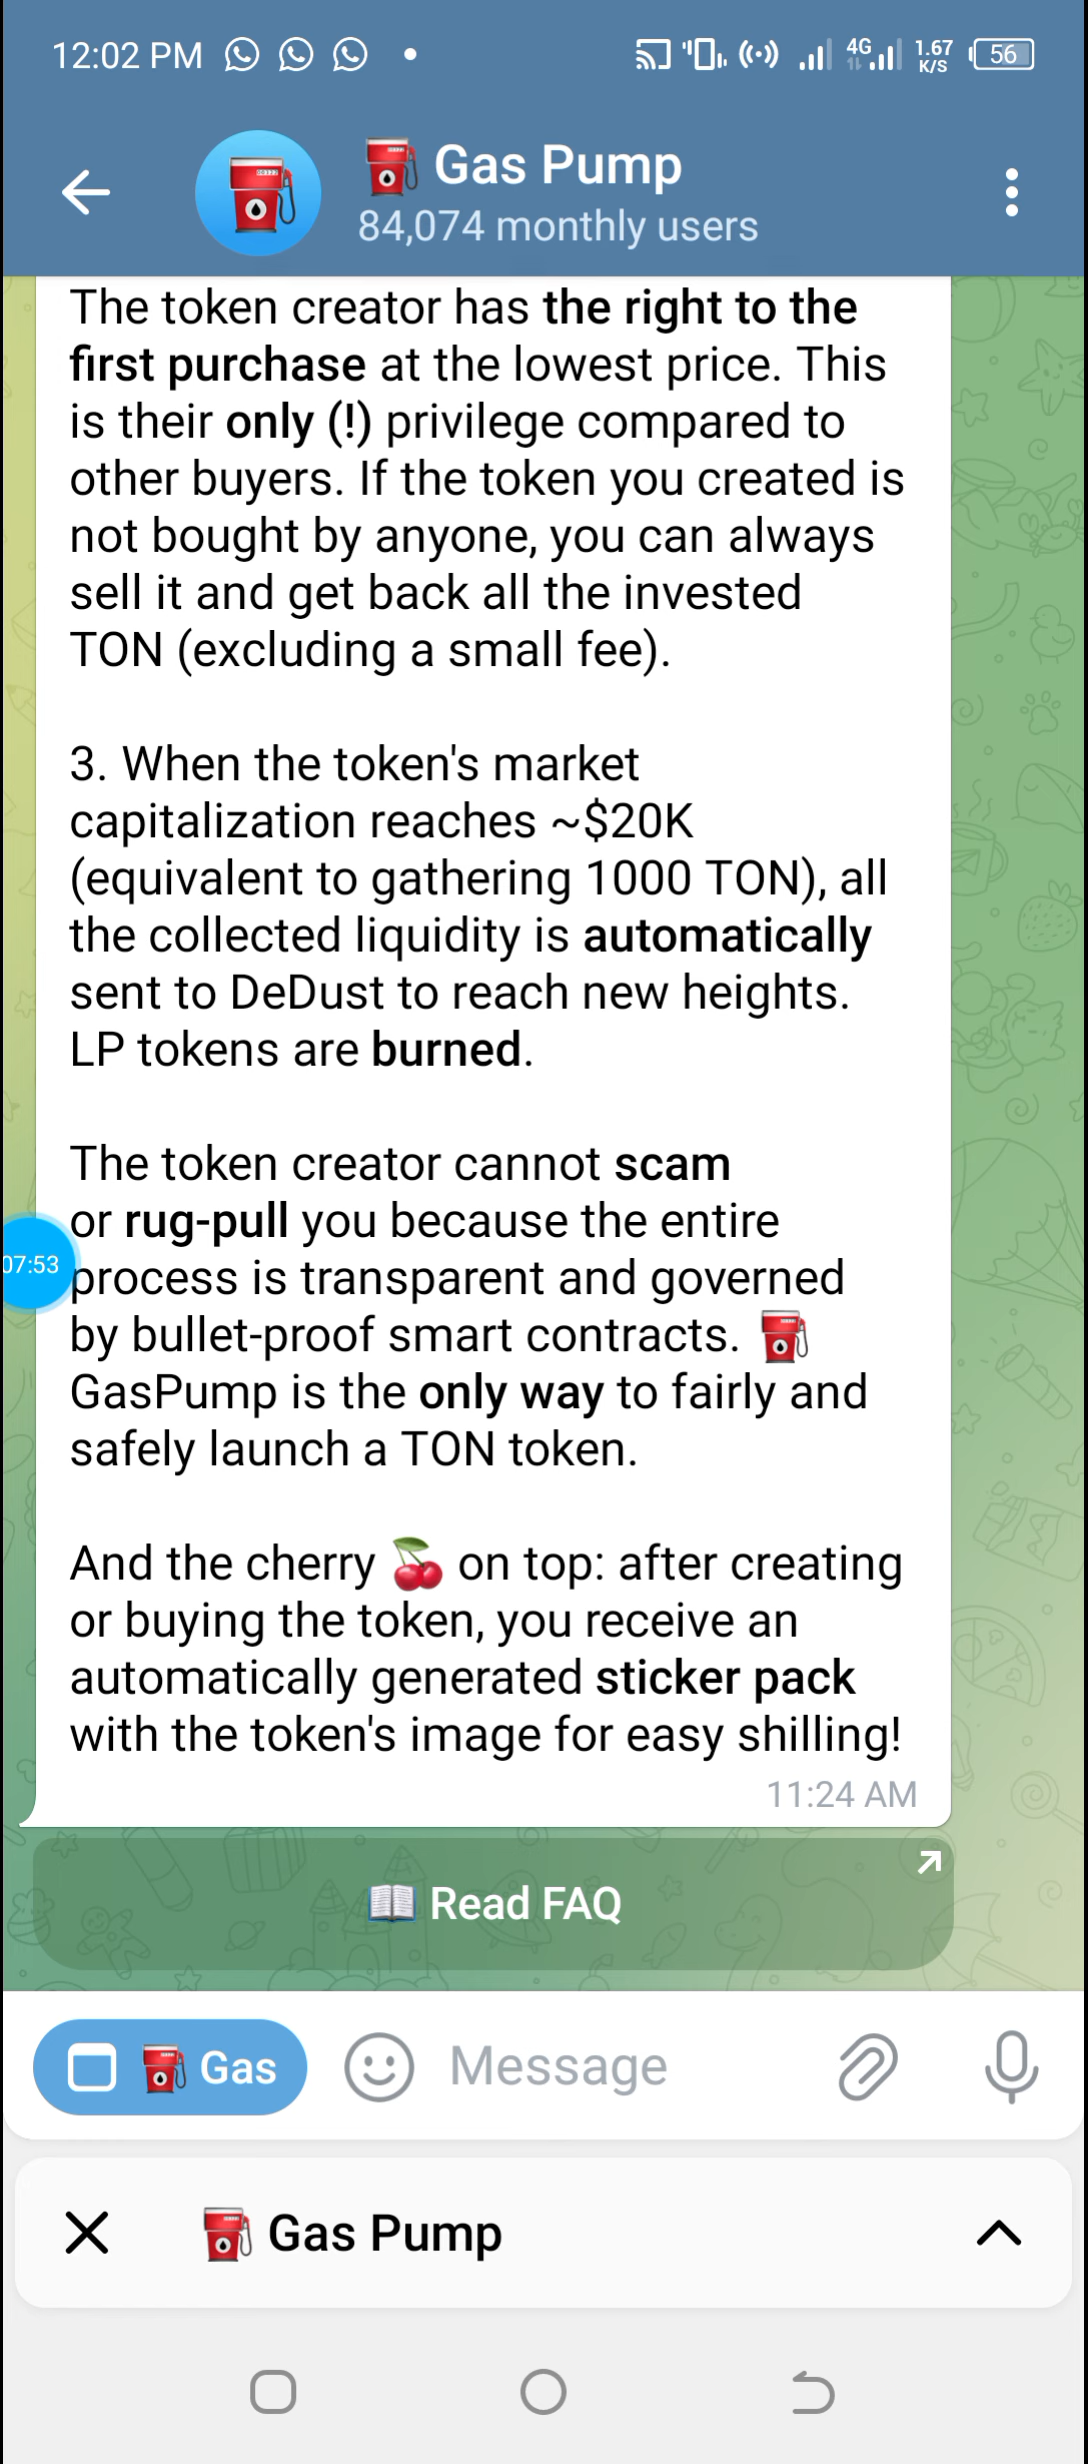 12:02 PM
4G
1.67
K/S
56
Gas Pump
84,074 monthly users
The token creator has the right to the
first purchase at the lowest price. This
is their only (!) privilege compared to
other buyers. If the token you created is
not bought by anyone, you can always
sell it and get back all the invested
TON (excluding a small fee).
3. When the token's market
capitalization reaches ~$20K
(equivalent to gathering 1000 TON), all
the collected liquidity is automatically
sent to DeDust to reach new heights.
LP tokens are burned.
The token creator cannot scam
or rug-pull you because the entire
07:53
process is transparent and governed
by bullet-proof smart contracts. ⛽
GasPump is the only way to fairly and
safely launch a TON token.
And the cherry 🍒 on top: after creating
or buying the token, you receive an
automatically generated sticker pack
with the token's image for easy shilling!
11:24 AM
Read FAQ
Gas
Message
Gas Pump